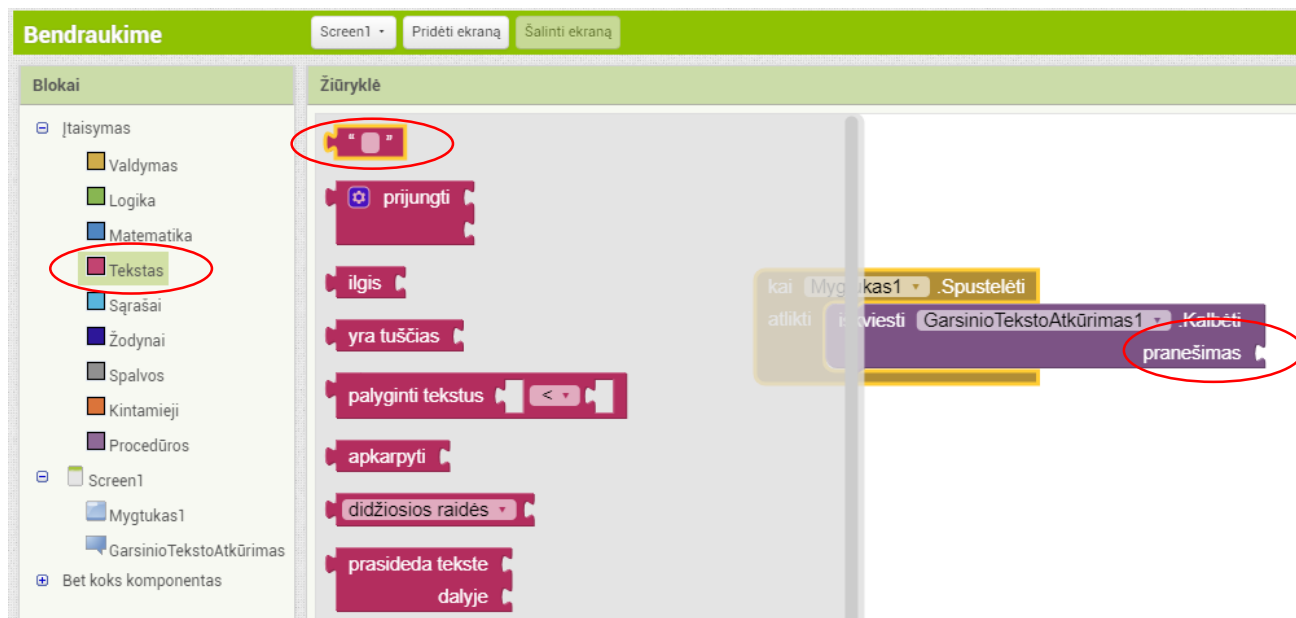 Bendraukime Screen1 Pridėti ekraną Šalinti ekraną
Blokai
Įtaisymas
Valdymas
Logika
Matematika
Tekstas
Sąrašai
Žodynai
Spalvos
Kintamieji
Procedūros
Screen1
Mygtukas1
GarsinioTekstoAtkūrimas
Bet koks komponentas
Žiūryklė
“ ”
prijungti
ilgis
yra tuščias
palyginti tekstus <
apkarpyti
didžiosios raidės
prasideda tekste
dalyje
kai Mygtukas1 .Spustelėti
atlikti iškviesti GarsinioTekstoAtkūrimas1 .Kalbėti
pranešimas